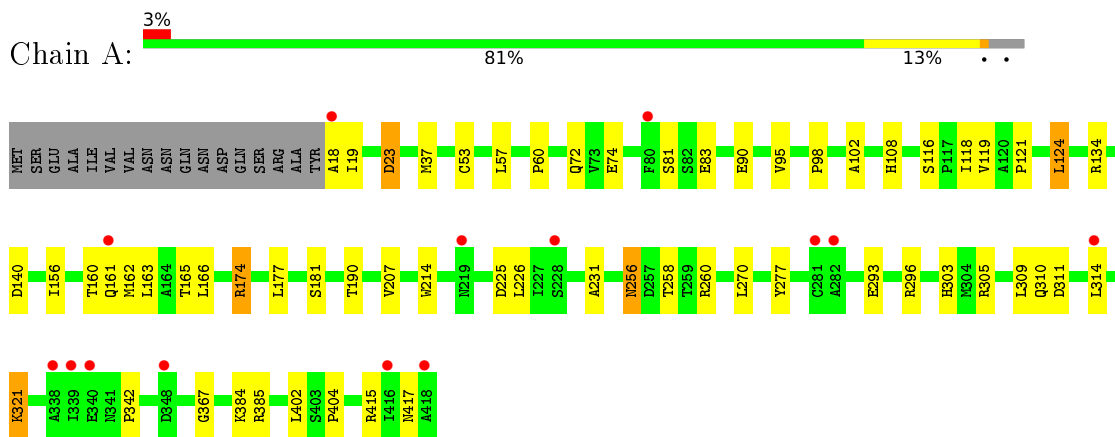 3%
Chain A:
81% 13% • •
MET SER GLU ALA ILE VAL VAL ASN ASN GLN ASN ASP GLN SER ARG ALA TYR A18 I19 D23 M37 C53 L57 P60 Q72 V73 E74 F80 S81 S82 E83 E90 V95 P98 A102 H108 S116 P117 I118 V119 A120 P121 L124 R134
D140 I156 T160 Q161 M162 L163 A164 T165 L166 R174 L177 S181 T190 V207 W214 N219 D225 L226 I227 S228 A231 N256 D257 T258 T259 R260 L270 Y277 C281 A282 E293 R296 H303 M304 R305 L309 Q310 D311 L314
K321 A338 I339 E340 N341 P342 D348 G367 K384 R385 L402 S403 P404 R415 I416 N417 A418